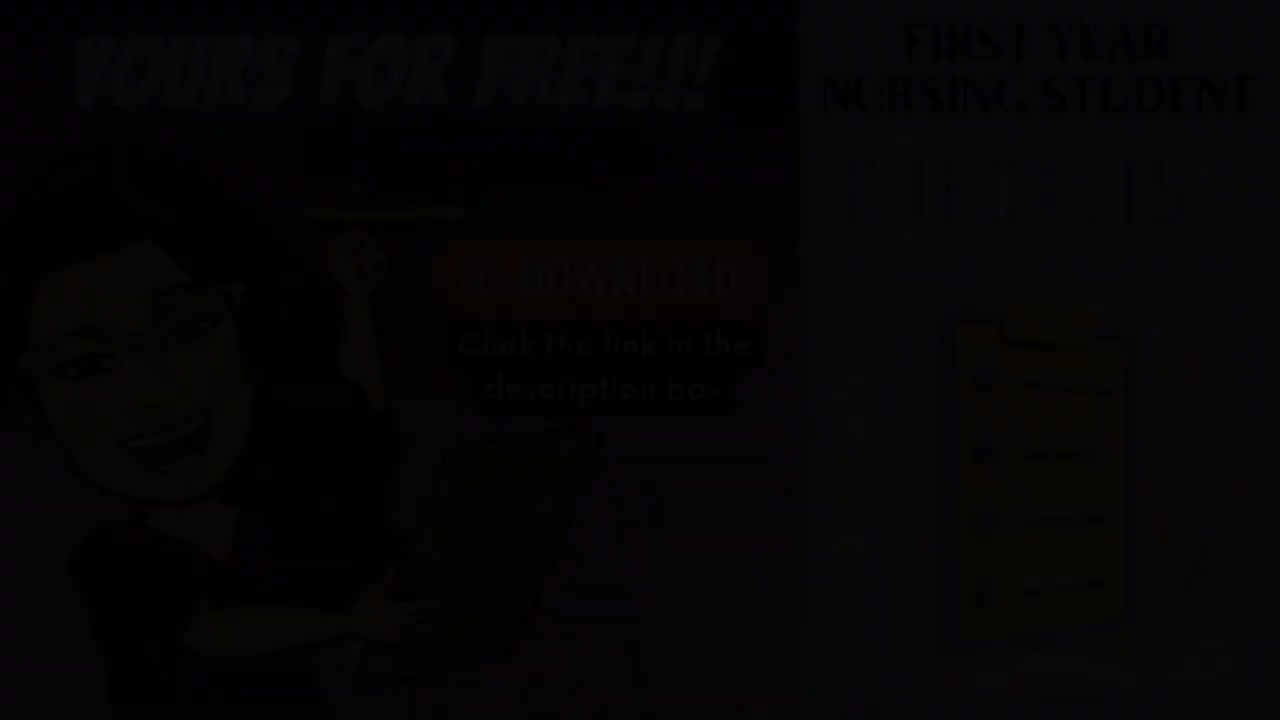 YOURS FOR FREE!!!
DOWNLOAD
Click the link in the
description box
FIRST YEAR
NURSING STUDENT
CHECKLIST